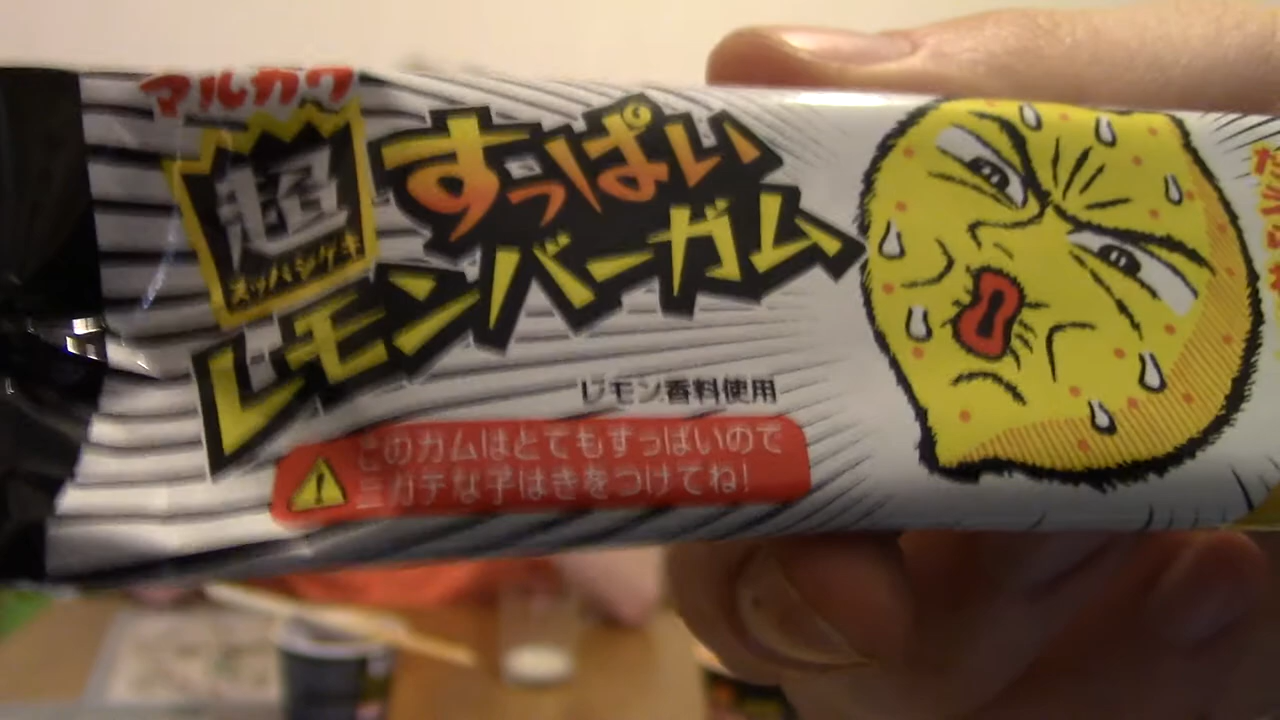 マルカワ
超
スッパシゲキ
すっぱい
レモンバーガム
レモン香料使用
このガムはとてもすっぱいので
ニガテな子はきをつけてね!